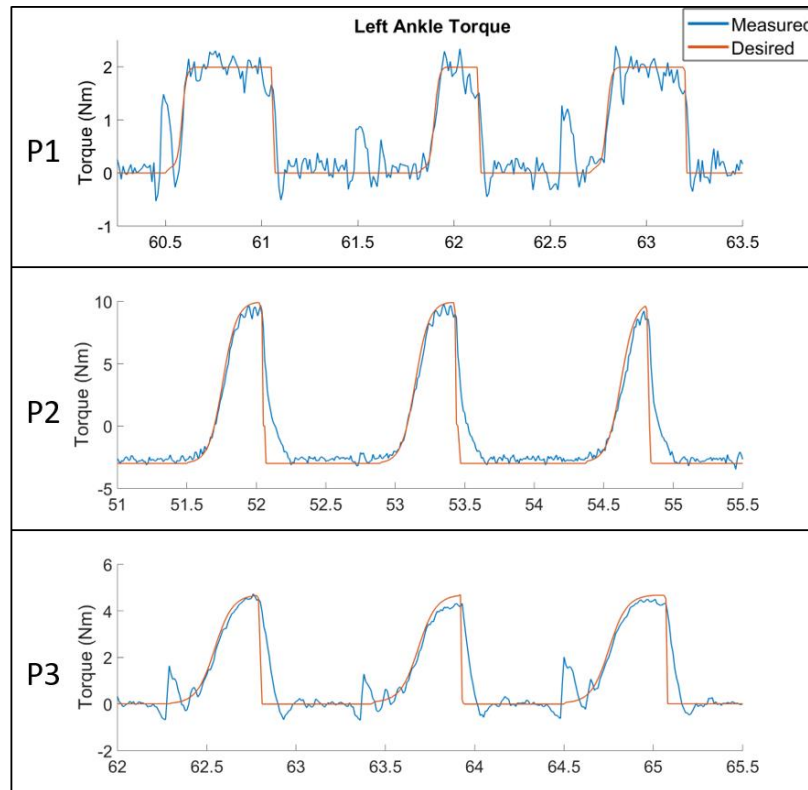 Left Ankle Torque
Measured
Desired
P1
Torque (Nm)
2
1
0
-1
60.5 61 61.5 62 62.5 63 63.5
P2
Torque (Nm)
10
5
0
-5
51 51.5 52 52.5 53 53.5 54 54.5 55 55.5
P3
Torque (Nm)
6
4
2
0
-2
62 62.5 63 63.5 64 64.5 65 65.5